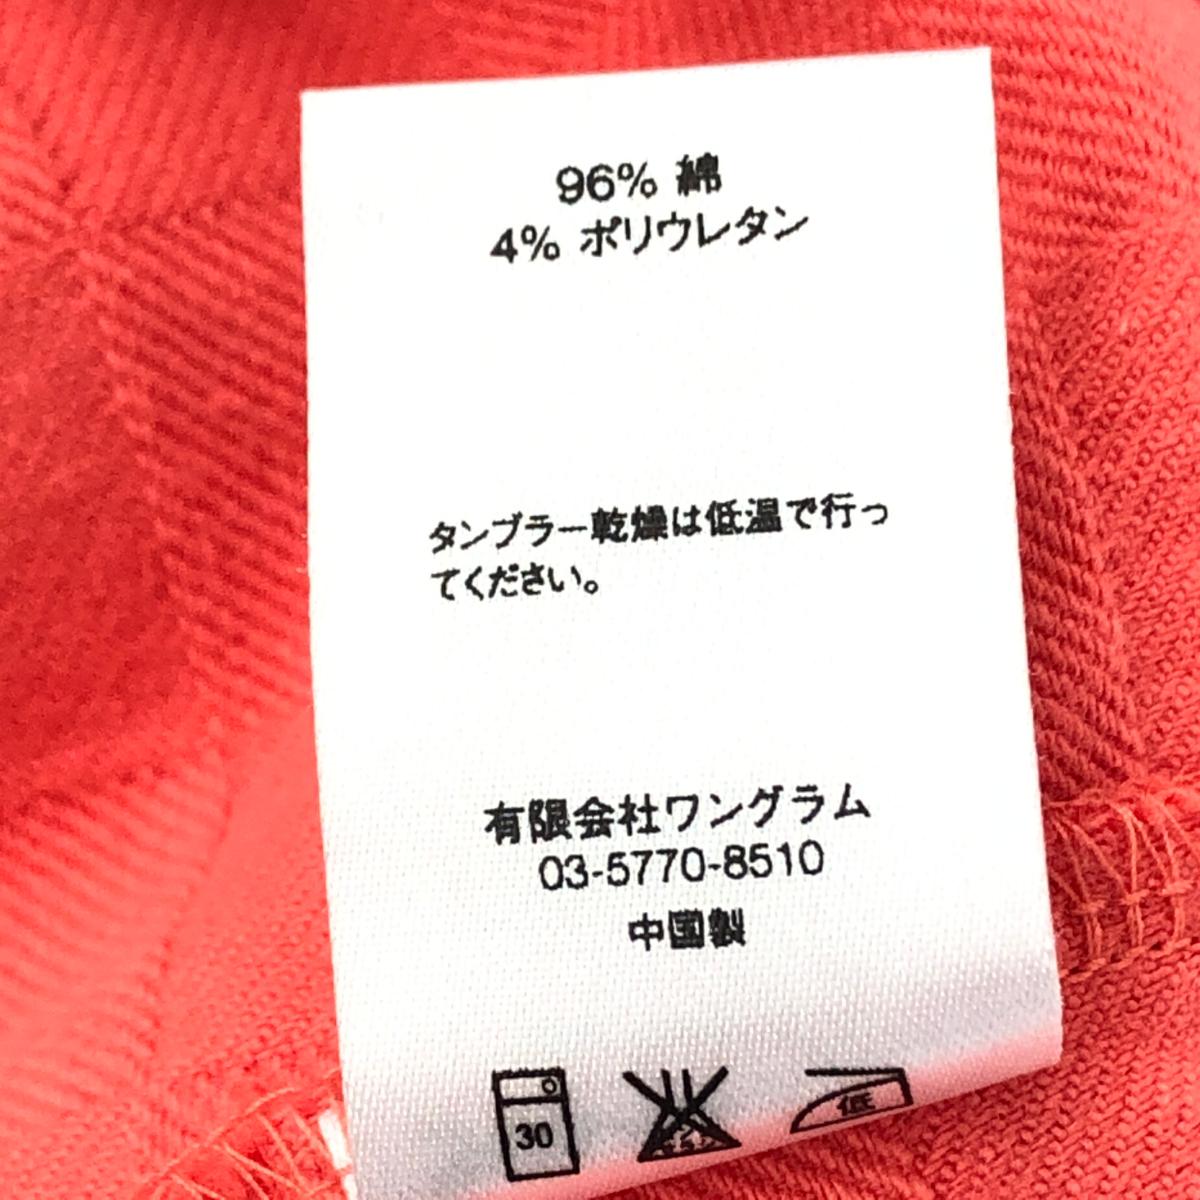 96% 綿
4% ポリウレタン
タンブラー乾燥は低温で行っ
てください。
有限会社ワングラム
03-5770-8510
中国製
30
低